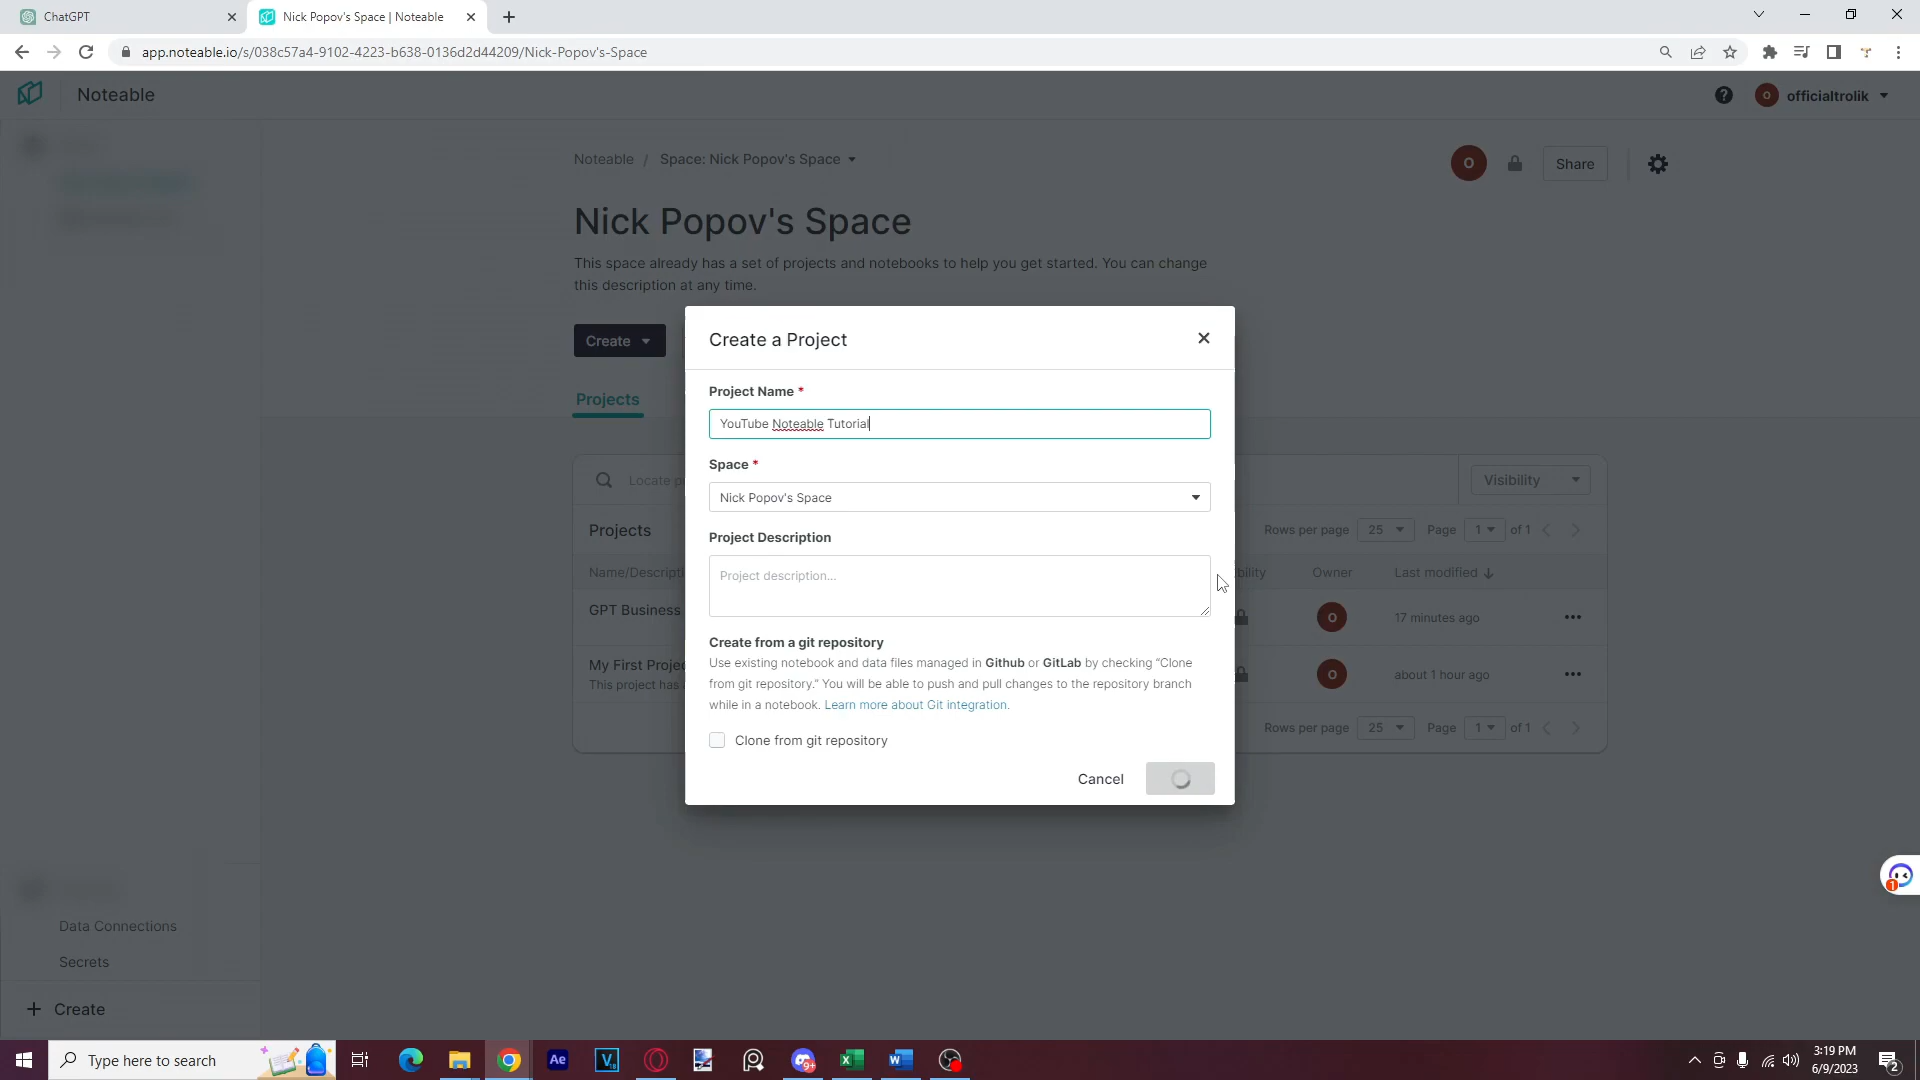 ChatGPT
Nick Popov's Space | Noteable
app.noteable.io/s/038c57a4-9102-4223-b638-0136d2d44209/Nick-Popov's-Space
Noteable
O officialtrolik
Noteable / Space: Nick Popov's Space
O Share
Nick Popov's Space
This space already has a set of projects and notebooks to help you get started. You can change
this description at any time.
Create
Projects
Create a Project
Project Name *
YouTube Noteable Tutorial
Space *
Nick Popov's Space
Project Description
Project description...
Create from a git repository
Use existing notebook and data files managed in Github or GitLab by checking “Clone
from git repository.” You will be able to push and pull changes to the repository branch
while in a notebook. Learn more about Git integration.
Clone from git repository
Cancel
Locate
Visibility
Projects
Rows per page 25 Page 1 of 1
Name/Descripti
bility Owner Last modified
GPT Business
O 17 minutes ago
My First Projec
This project has
O about 1 hour ago
Rows per page 25 Page 1 of 1
Data Connections
Secrets
+ Create
1
Type here to search
Ae
V
18
9+
3:19 PM
6/9/2023
2